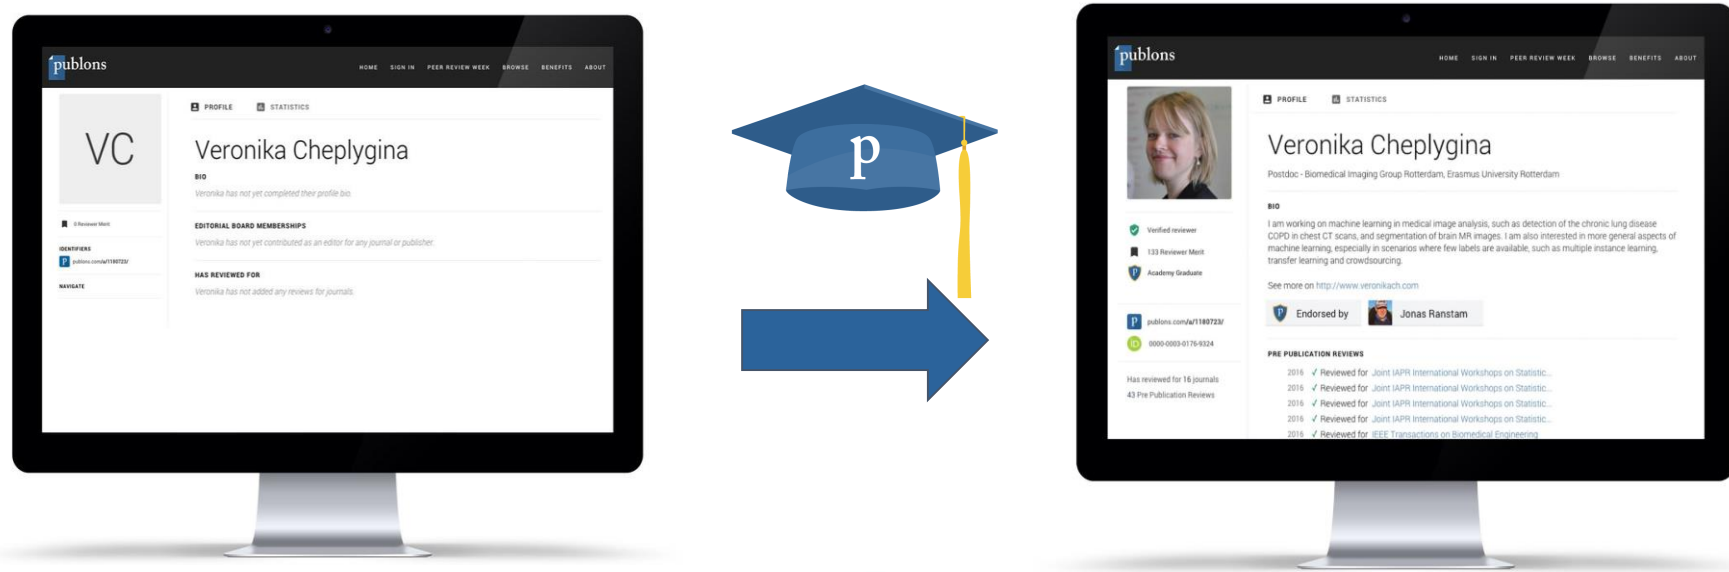 publons
HOME SIGN IN PEER REVIEW WEEK BROWSE BENEFITS ABOUT
VC
PROFILE STATISTICS
Veronika Cheplygina
BIO
Veronika has not yet completed their profile bio.
0 Reviewer Merit
IDENTIFIERS
publons.com/a/1180723/
NAVIGATE
EDITORIAL BOARD MEMBERSHIPS
Veronika has not yet contributed as an editor for any journal or publisher.
HAS REVIEWED FOR
Veronika has not added any reviews for journals.
p
publons
HOME SIGN IN PEER REVIEW WEEK BROWSE BENEFITS ABOUT
PROFILE STATISTICS
Veronika Cheplygina
Postdoc - Biomedical Imaging Group Rotterdam, Erasmus University Rotterdam
Verified reviewer
133 Reviewer Merit
Academy Graduate
publons.com/a/1180723/
0000-0003-0176-9324
Has reviewed for 16 journals
43 Pre Publication Reviews
BIO
I am working on machine learning in medical image analysis, such as detection of the chronic lung disease
COPD in chest CT scans, and segmentation of brain MR images. I am also interested in more general aspects of
machine learning, especially in scenarios where few labels are available, such as multiple instance learning,
transfer learning and crowdsourcing.
See more on http://www.veronikach.com
Endorsed by Jonas Ranstam
PRE PUBLICATION REVIEWS
2016 ✓ Reviewed for Joint IAPR International Workshops on Statistic...
2016 ✓ Reviewed for Joint IAPR International Workshops on Statistic...
2016 ✓ Reviewed for Joint IAPR International Workshops on Statistic...
2016 ✓ Reviewed for Joint IAPR International Workshops on Statistic...
2016 ✓ Reviewed for IEEE Transactions on Biomedical Engineering